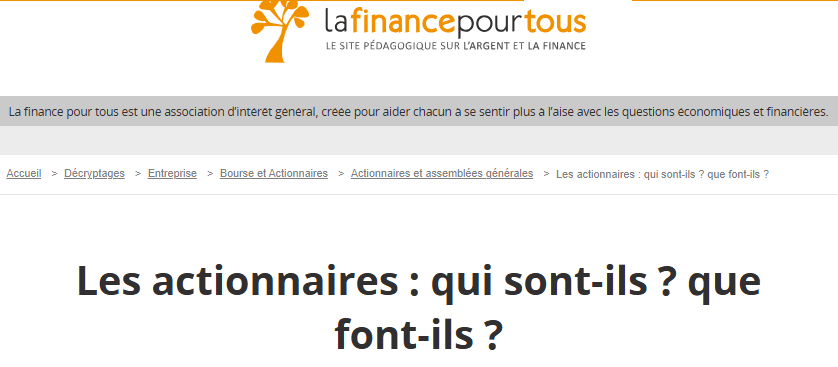 lafinancepourtous
LE SITE PÉDAGOGIQUE SUR L'ARGENT ET LA FINANCE
La finance pour tous est une association d'intérêt général, créée pour aider chacun à se sentir plus à l'aise avec les questions économiques et financières.
Accueil > Décryptages > Entreprise > Bourse et Actionnaires > Actionnaires et assemblées générales > Les actionnaires : qui sont-ils ? que font-ils ?
Les actionnaires : qui sont-ils ? que
font-ils ?